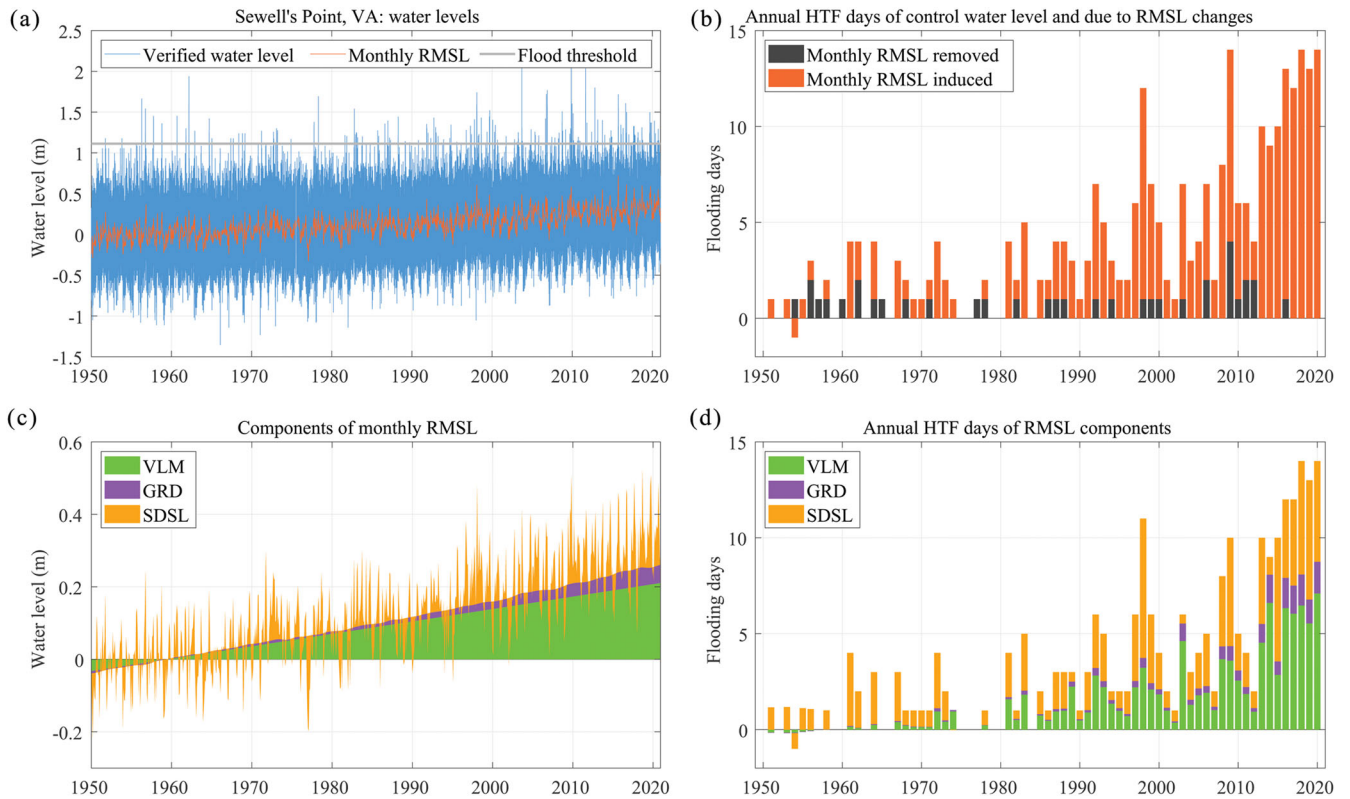 (a)
Sewell's Point, VA: water levels
2.5
2
1.5
1
0.5
0
-0.5
-1
-1.5
Water level (m)
Verified water level
Monthly RMSL
Flood threshold
1950 1960 1970 1980 1990 2000 2010 2020
(b)
Annual HTF days of control water level and due to RMSL changes
15
10
5
0
Flooding days
Monthly RMSL removed
Monthly RMSL induced
1950 1960 1970 1980 1990 2000 2010 2020
(c)
Components of monthly RMSL
0.6
0.4
0.2
0
-0.2
Water level (m)
VLM
GRD
SDSL
1950 1960 1970 1980 1990 2000 2010 2020
(d)
Annual HTF days of RMSL components
15
10
5
0
Flooding days
VLM
GRD
SDSL
1950 1960 1970 1980 1990 2000 2010 2020